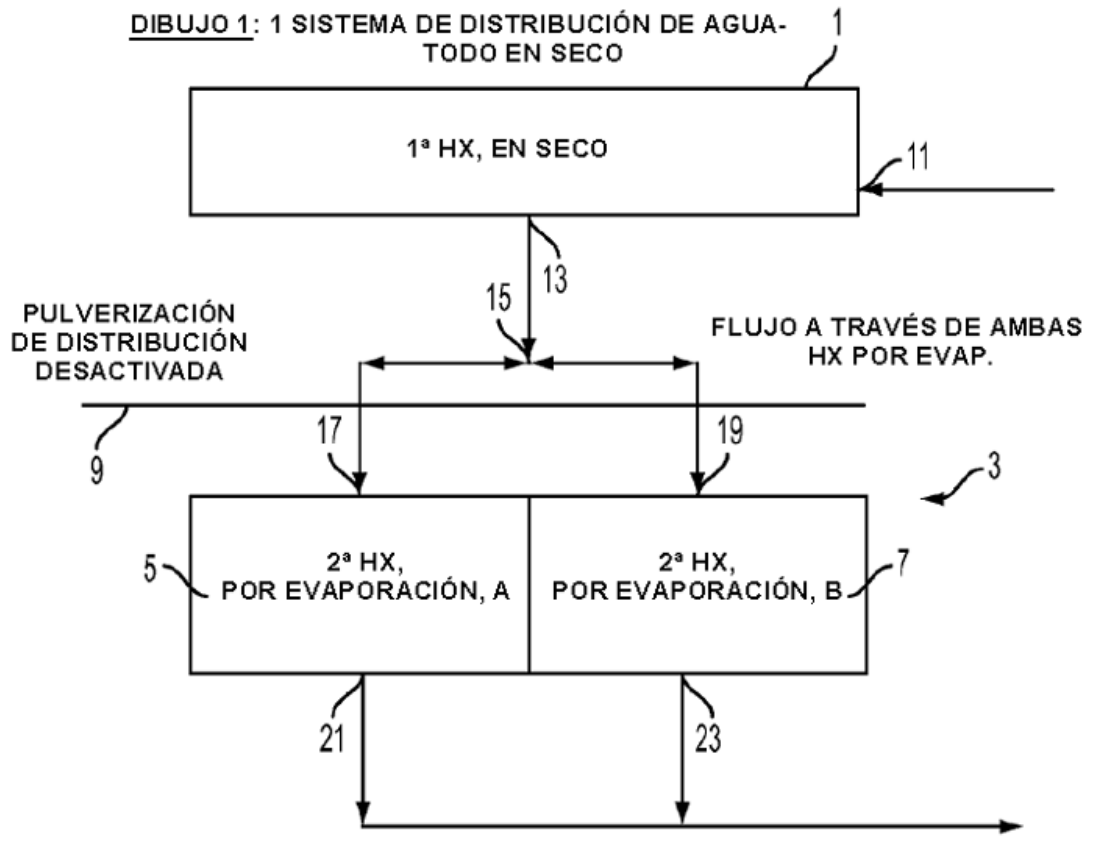 DIBUJO 1: 1 SISTEMA DE DISTRIBUCIÓN DE AGUA-
TODO EN SECO
1
1ª HX, EN SECO
11
13
15
PULVERIZACIÓN
DE DISTRIBUCIÓN
DESACTIVADA
FLUJO A TRAVÉS DE AMBAS
HX POR EVAP.
9
17
19
3
5
2ª HX,
POR EVAPORACIÓN, A
2ª HX,
POR EVAPORACIÓN, B
7
21
23